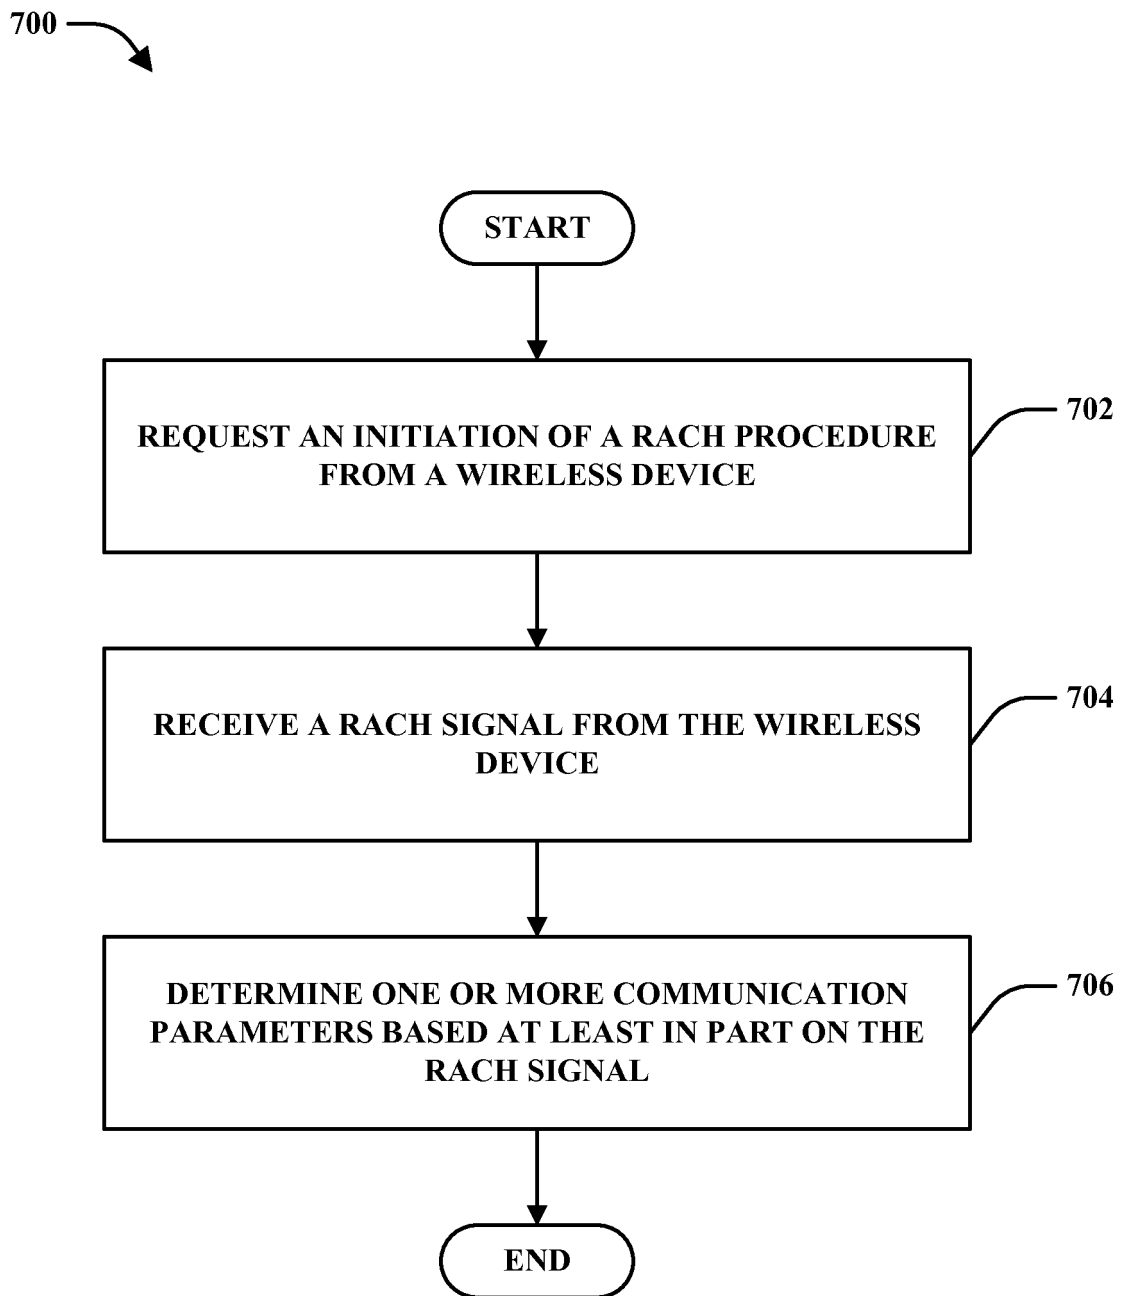 700
START
REQUEST AN INITIATION OF A RACH PROCEDURE
FROM A WIRELESS DEVICE
702
RECEIVE A RACH SIGNAL FROM THE WIRELESS
DEVICE
704
DETERMINE ONE OR MORE COMMUNICATION
PARAMETERS BASED AT LEAST IN PART ON THE
RACH SIGNAL
706
END